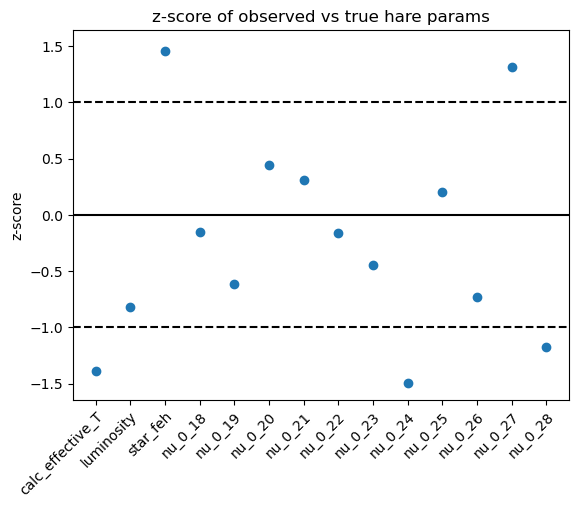 z-score of observed vs true hare params
z-score
1.5
1.0
0.5
0.0
−0.5
−1.0
−1.5
calc_effective_T
luminosity
star_feh
nu_0_18
nu_0_19
nu_0_20
nu_0_21
nu_0_22
nu_0_23
nu_0_24
nu_0_25
nu_0_26
nu_0_27
nu_0_28